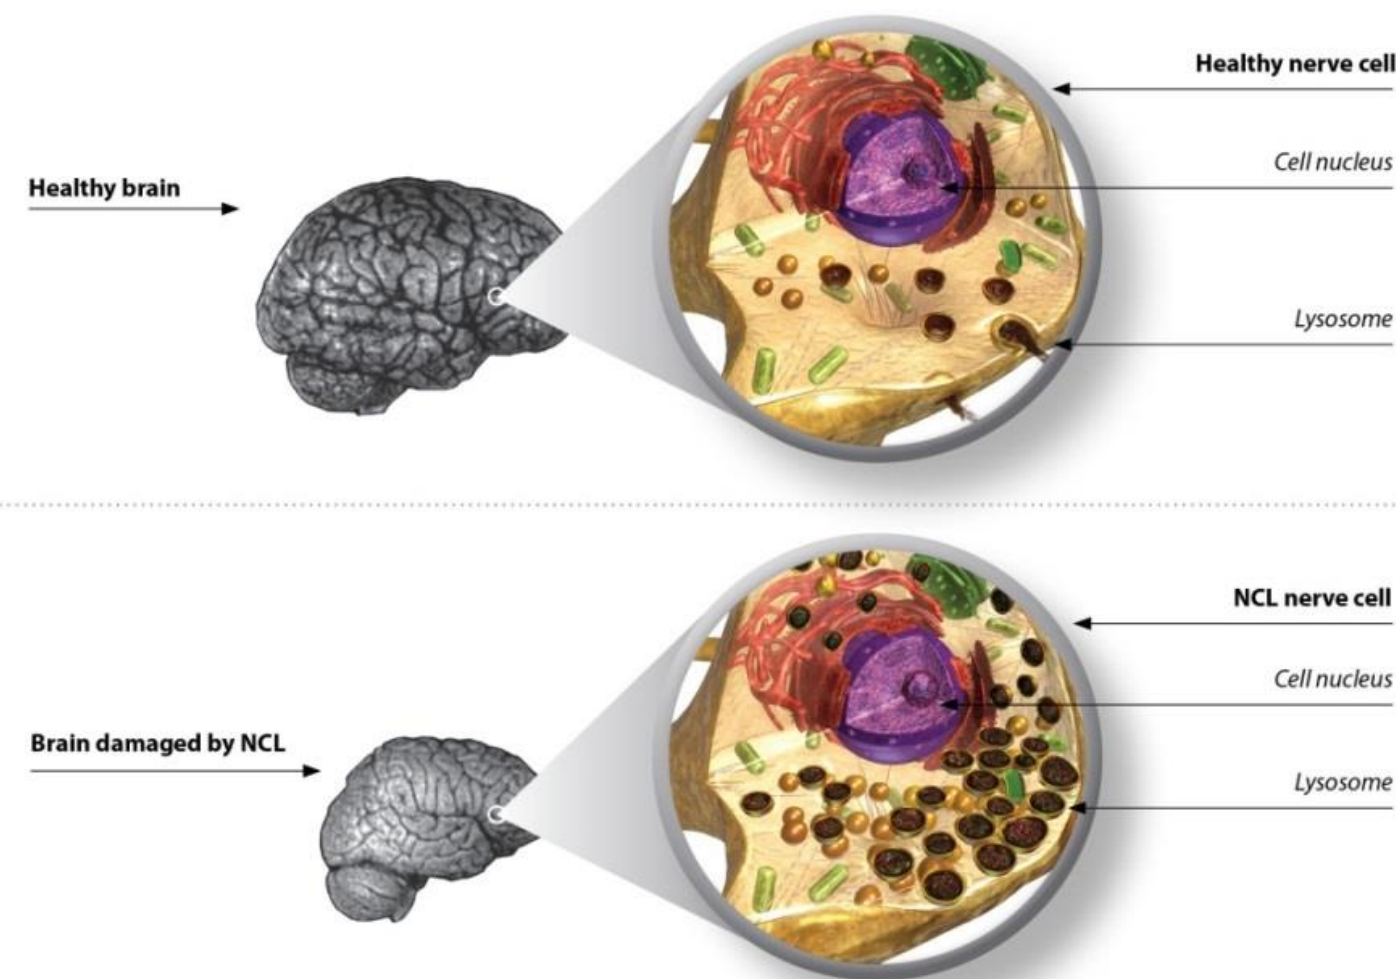 Healthy nerve cell
Cell nucleus
Healthy brain
Lysosome
NCL nerve cell
Cell nucleus
Brain damaged by NCL
Lysosome